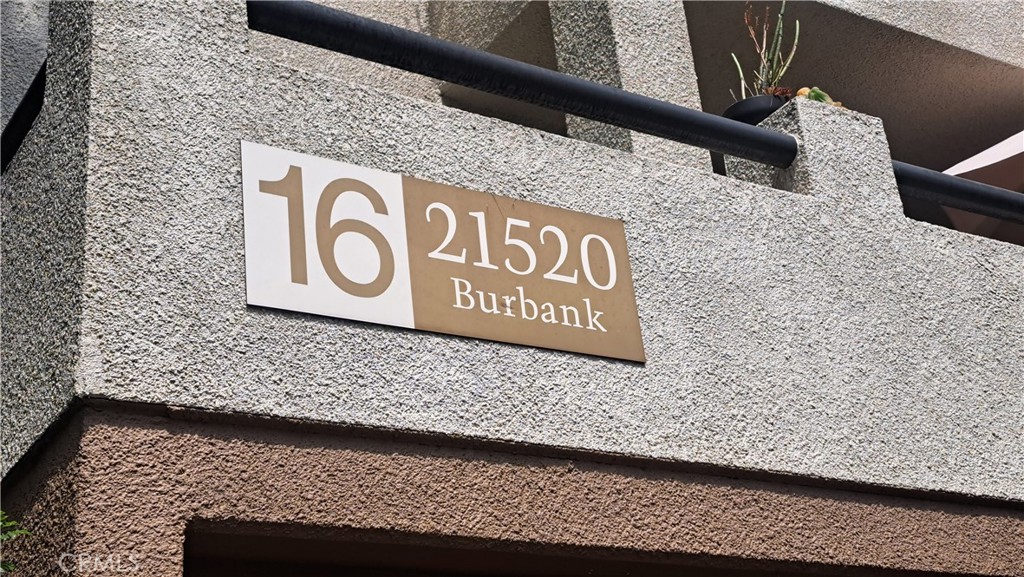 16
21520
Burbank
CRMLS